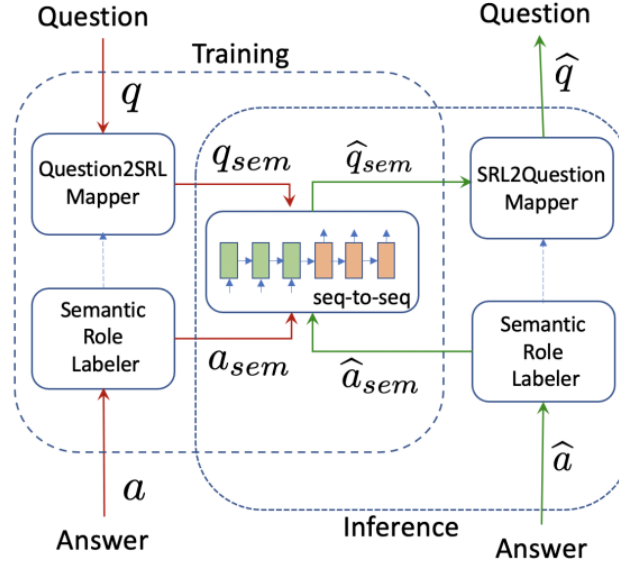 Question
Question
Training
q
q̂
Question2SRL
Mapper
q_sem
q̂_sem
SRL2Question
Mapper
seq-to-seq
Semantic
Role
Labeler
a_sem
â_sem
Semantic
Role
Labeler
a
â
Answer
Inference
Answer